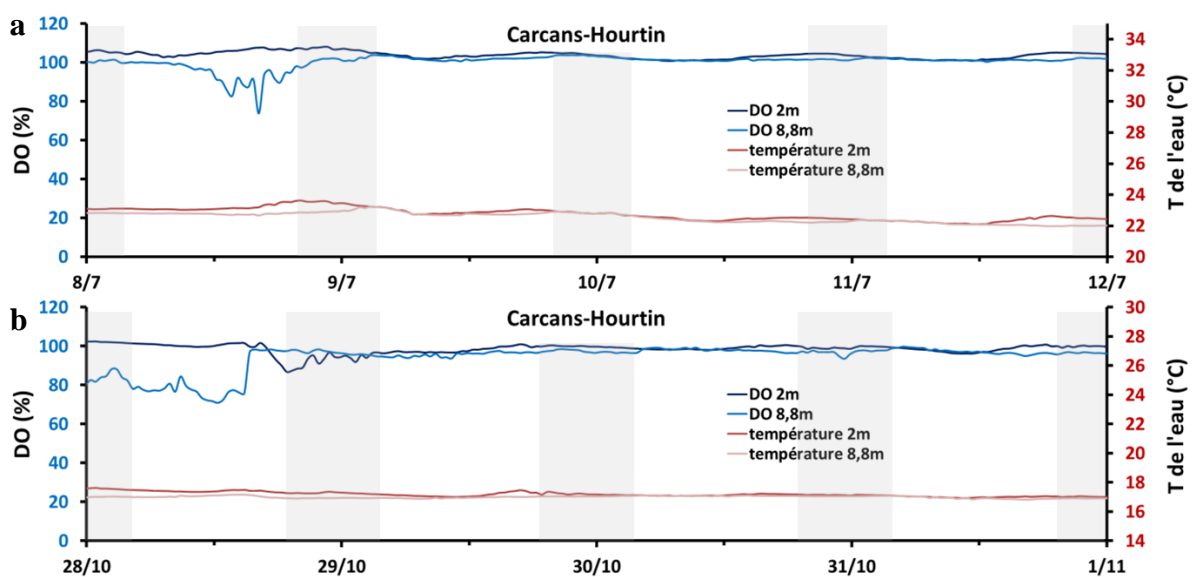 a
Carcans-Hourtin
DO (%)
120
100
80
60
40
20
0
DO 2m
DO 8,8m
température 2m
température 8,8m
34
32
30
28
26
24
22
20
T de l'eau (°C)
8/7
9/7
10/7
11/7
12/7
b
Carcans-Hourtin
DO (%)
120
100
80
60
40
20
0
DO 2m
DO 8,8m
température 2m
température 8,8m
30
28
26
24
22
20
18
16
14
T de l'eau (°C)
28/10
29/10
30/10
31/10
1/11